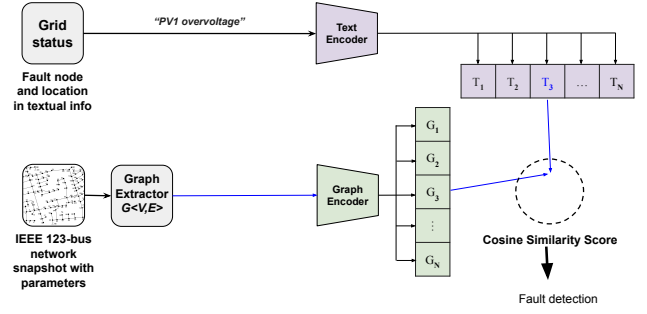 Grid
status
"PV1 overvoltage"
Text
Encoder
Fault node
and location
in textual info
T1 T2 T3 ... TN
Graph
Extractor
G<V,E>
Graph
Encoder
G1
G2
G3
⋮
GN
IEEE 123-bus
network
snapshot with
parameters
Cosine Similarity Score
Fault detection